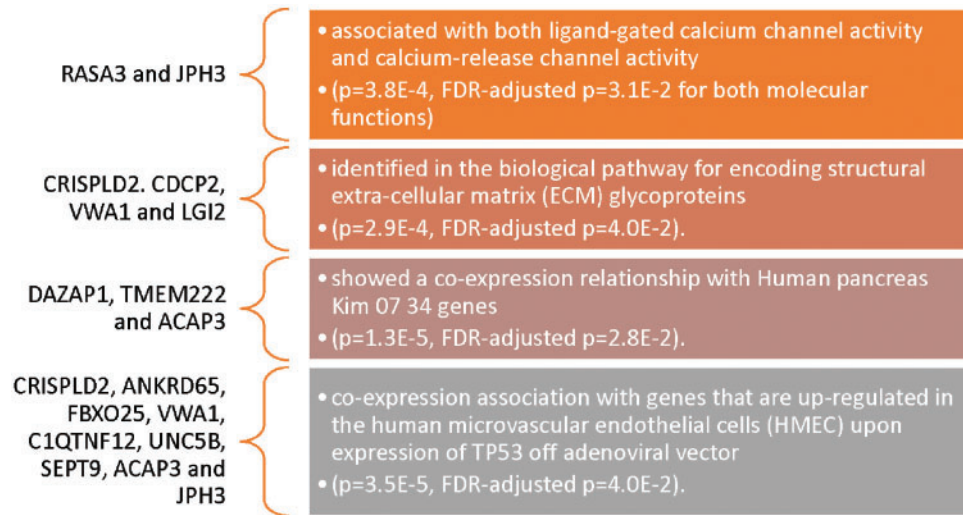 RASA3 and JPH3
• associated with both ligand-gated calcium channel activity
and calcium-release channel activity
• (p=3.8E-4, FDR-adjusted p=3.1E-2 for both molecular
functions)
CRISPLD2. CDCP2,
VWA1 and LGI2
• identified in the biological pathway for encoding structural
extra-cellular matrix (ECM) glycoproteins
• (p=2.9E-4, FDR-adjusted p=4.0E-2).
DAZAP1, TMEM222
and ACAP3
• showed a co-expression relationship with Human pancreas
Kim 07 34 genes
• (p=1.3E-5, FDR-adjusted p=2.8E-2).
CRISPLD2, ANKRD65,
FBXO25, VWA1,
C1QTNF12, UNC5B,
SEPT9, ACAP3 and
JPH3
• co-expression association with genes that are up-regulated in
the human microvascular endothelial cells (HMEC) upon
expression of TP53 off adenoviral vector
• (p=3.5E-5, FDR-adjusted p=4.0E-2).